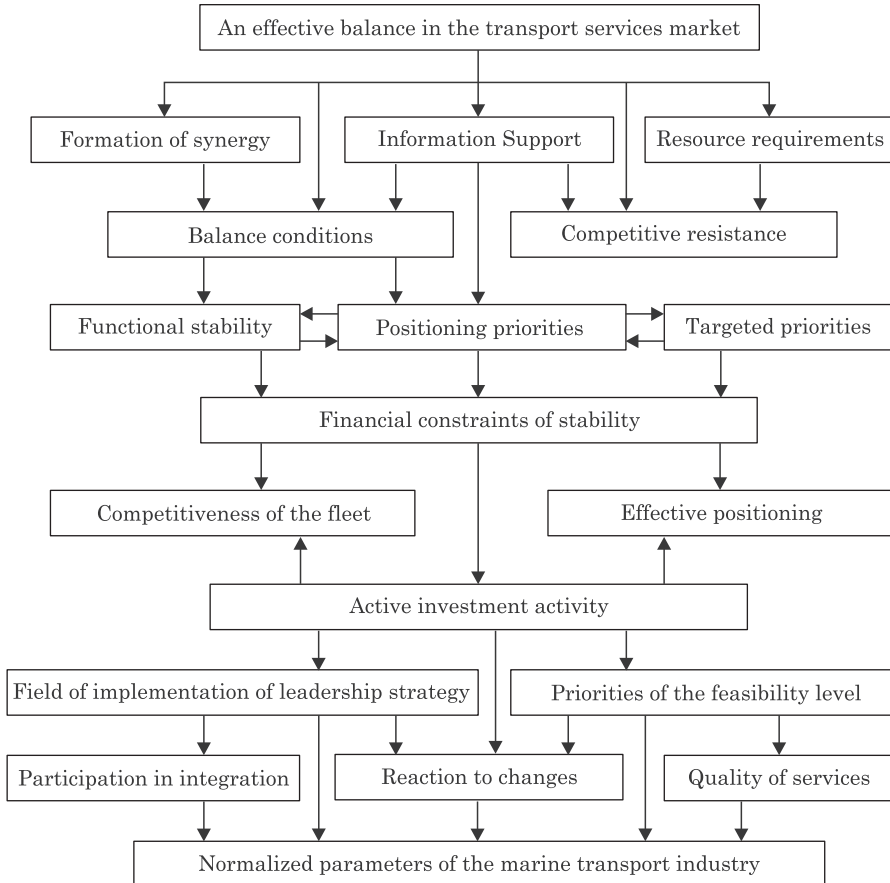 An effective balance in the transport services market
Formation of synergy
Information Support
Resource requirements
Balance conditions
Competitive resistance
Functional stability
Positioning priorities
Targeted priorities
Financial constraints of stability
Competitiveness of the fleet
Effective positioning
Active investment activity
Field of implementation of leadership strategy
Priorities of the feasibility level
Participation in integration
Reaction to changes
Quality of services
Normalized parameters of the marine transport industry